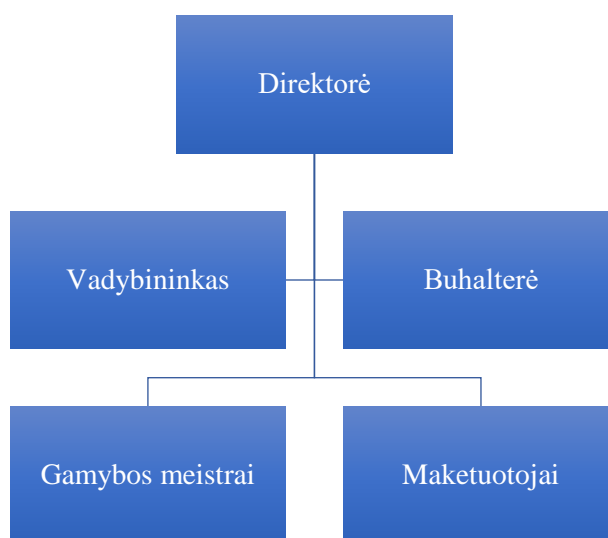 Direktorė
Vadybininkas
Buhalterė
Gamybos meistrai
Maketuotojai